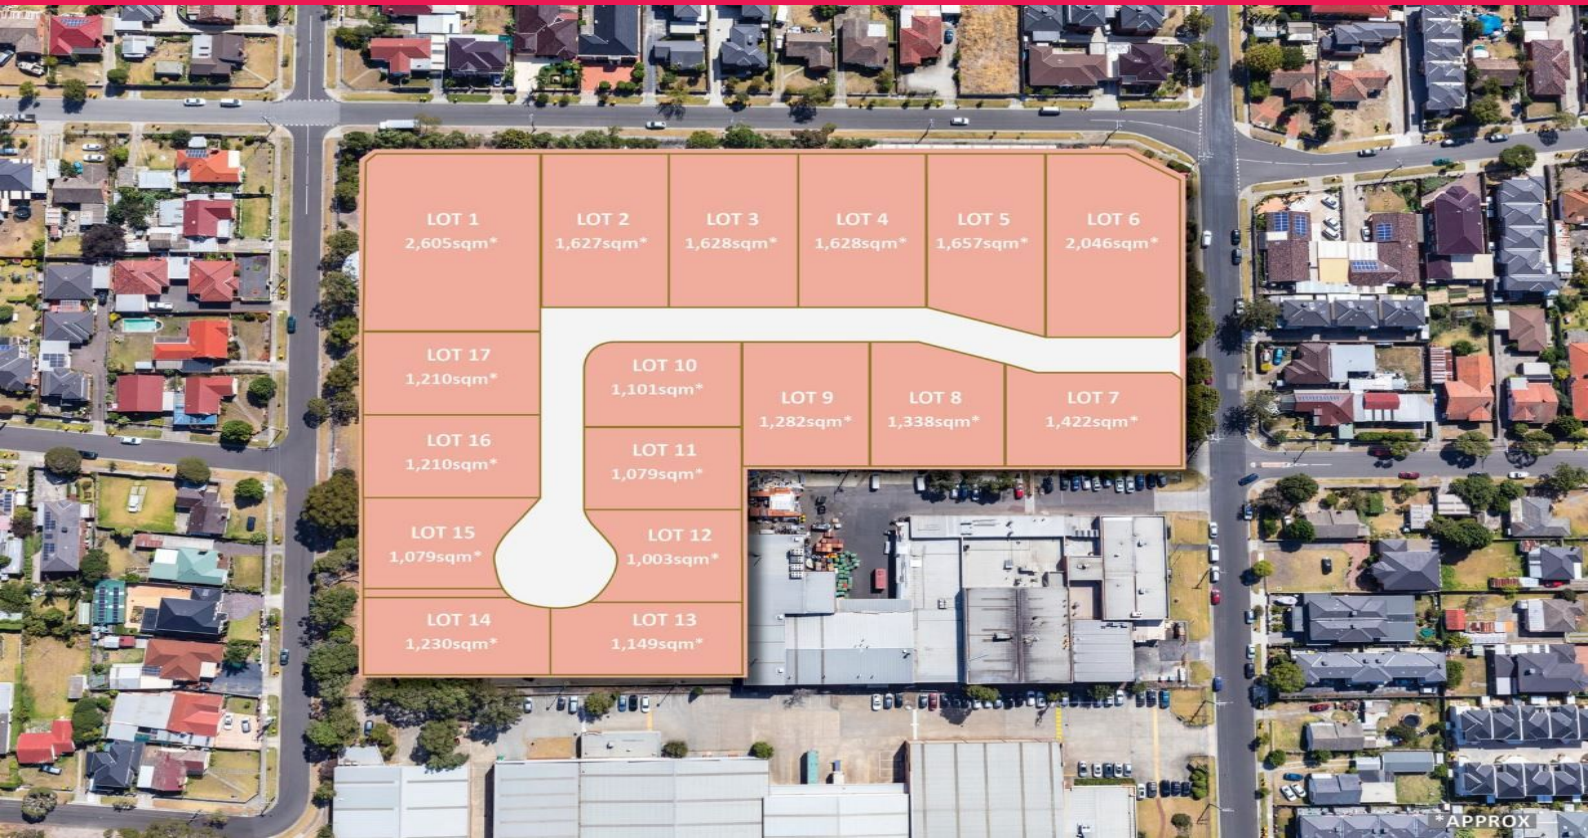 LOT 1
2,605sqm*
LOT 2
1,627sqm*
LOT 3
1,628sqm*
LOT 4
1,628sqm*
LOT 5
1,657sqm*
LOT 6
2,046sqm*
LOT 17
1,210sqm*
LOT 10
1,101sqm*
LOT 9
1,282sqm*
LOT 8
1,338sqm*
LOT 7
1,422sqm*
LOT 16
1,210sqm*
LOT 11
1,079sqm*
LOT 15
1,079sqm*
LOT 12
1,003sqm*
LOT 14
1,230sqm*
LOT 13
1,149sqm*
*APPROX